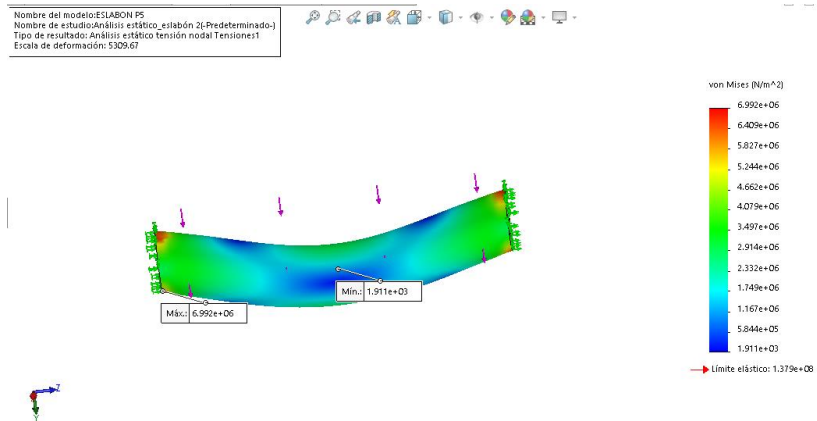 Nombre del modelo:ESLABON P5
Nombre de estudio:Análisis estático_eslabón 2(-Predeterminado-)
Tipo de resultado: Análisis estático tensión nodal Tensiones1
Escala de deformación: 5309.67
von Mises (N/m^2)
6.992e+06
6.409e+06
5.827e+06
5.244e+06
4.662e+06
4.079e+06
3.497e+06
2.914e+06
2.332e+06
1.749e+06
1.167e+06
5.844e+05
1.911e+03
Límite elástico: 1.379e+08
Mín.: 1.911e+03
Máx.: 6.992e+06
Z
Y